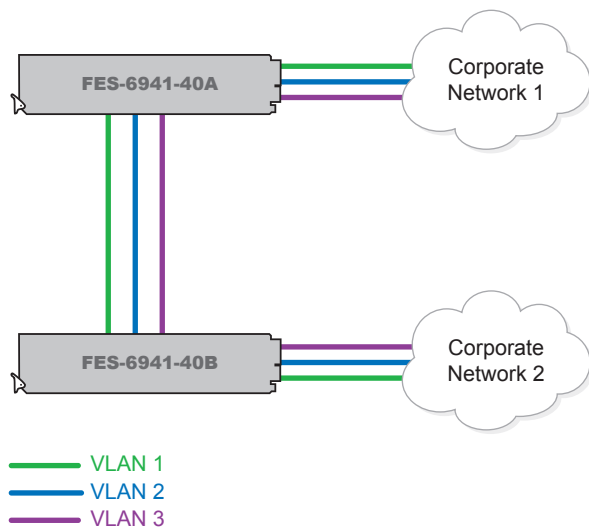 FES-6941-40A
Corporate
Network 1
FES-6941-40B
Corporate
Network 2
VLAN 1
VLAN 2
VLAN 3